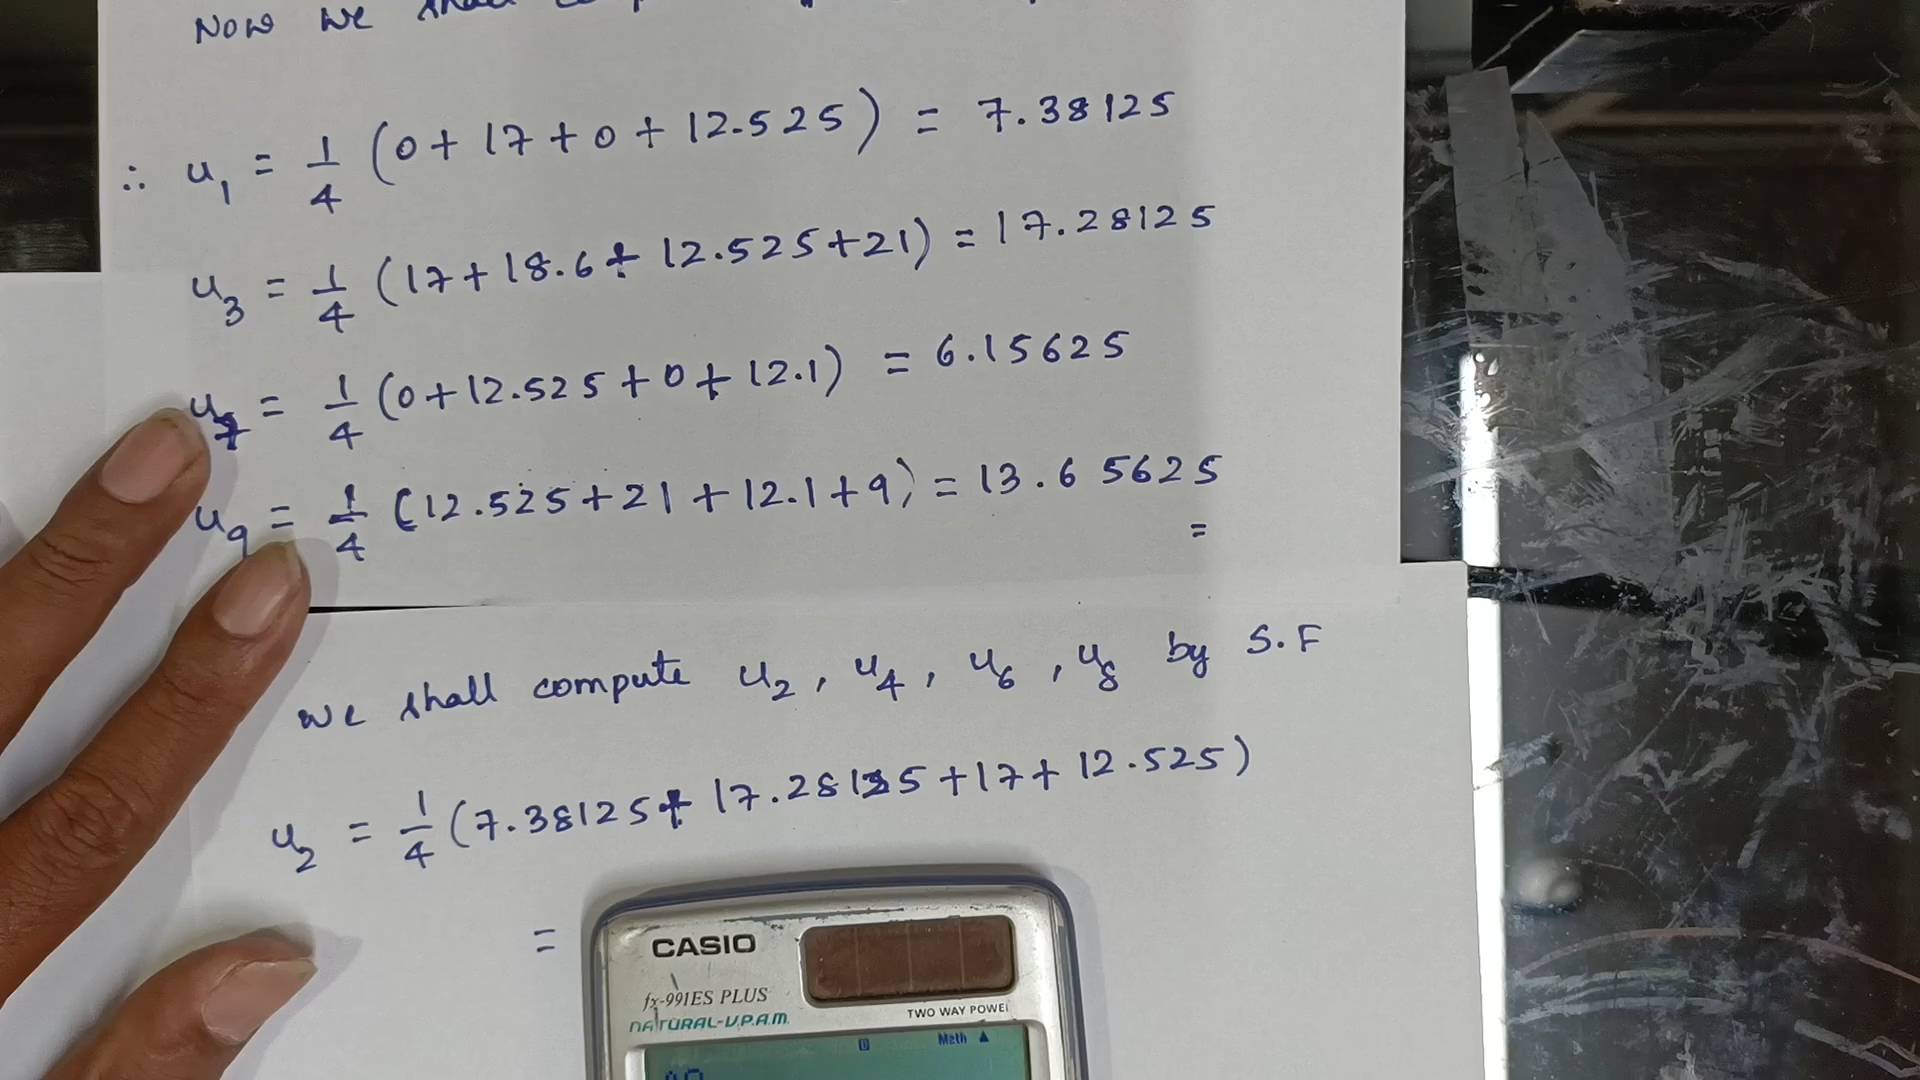 Now we shall
∴ u₁ = 1/4 (0+17+0+12.525) = 7.38125
u₃ = 1/4 (17+18.6+12.525+21) = 17.28125
u₇ = 1/4 (0+12.525+0+12.1) = 6.15625
u₉ = 1/4 (12.525+21+12.1+9) = 13.65625
=
we shall compute u₂, u₄, u₆, u₈ by S.F
u₂ = 1/4 (7.38125+17.28125+17+12.525)
=
CASIO
fx-991ES PLUS
NATURAL-V.P.A.M.
TWO WAY POWE
D Math ▲